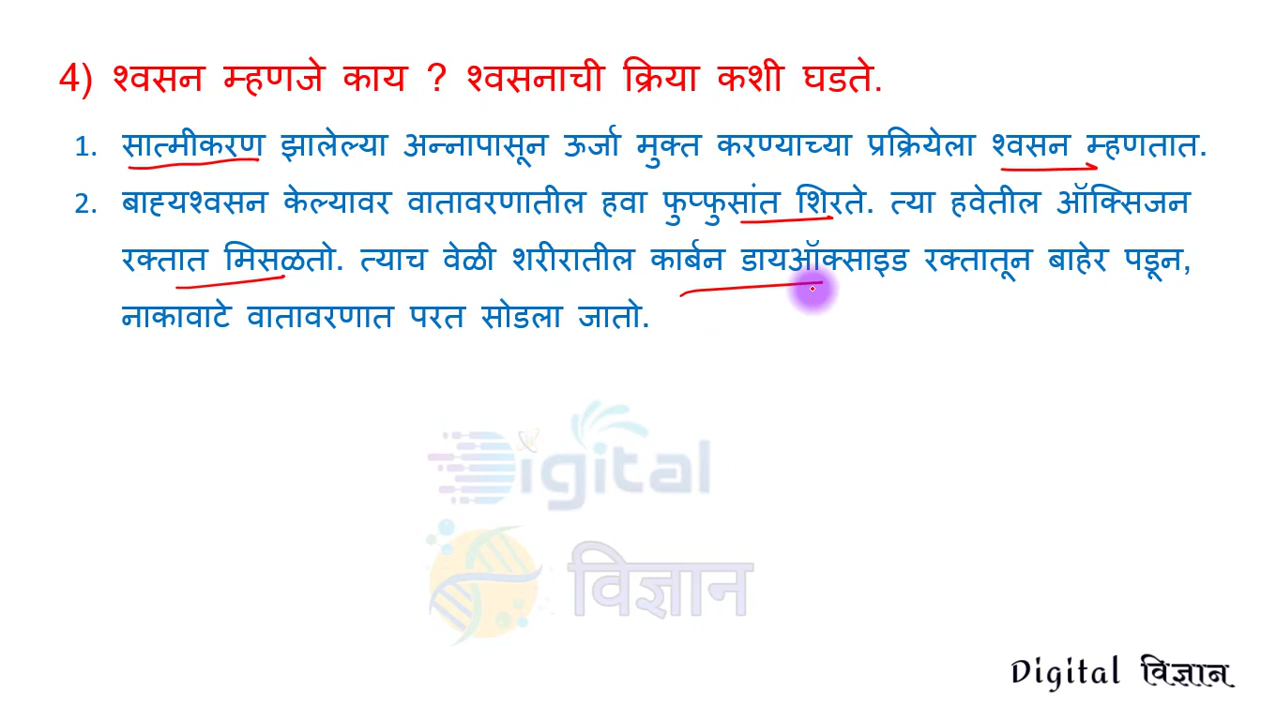 4) श्वसन म्हणजे काय ? श्वसनाची क्रिया कशी घडते.
1. सात्मीकरण झालेल्या अन्नापासून ऊर्जा मुक्त करण्याच्या प्रक्रियेला श्वसन म्हणतात.
2. बाह्यश्वसन केल्यावर वातावरणातील हवा फुप्फुसांत शिरते. त्या हवेतील ऑक्सिजन
रक्तात मिसळतो. त्याच वेळी शरीरातील कार्बन डायऑक्साइड रक्तातून बाहेर पडून,
नाकावाटे वातावरणात परत सोडला जातो.
Digital
विज्ञान
Digital विज्ञान